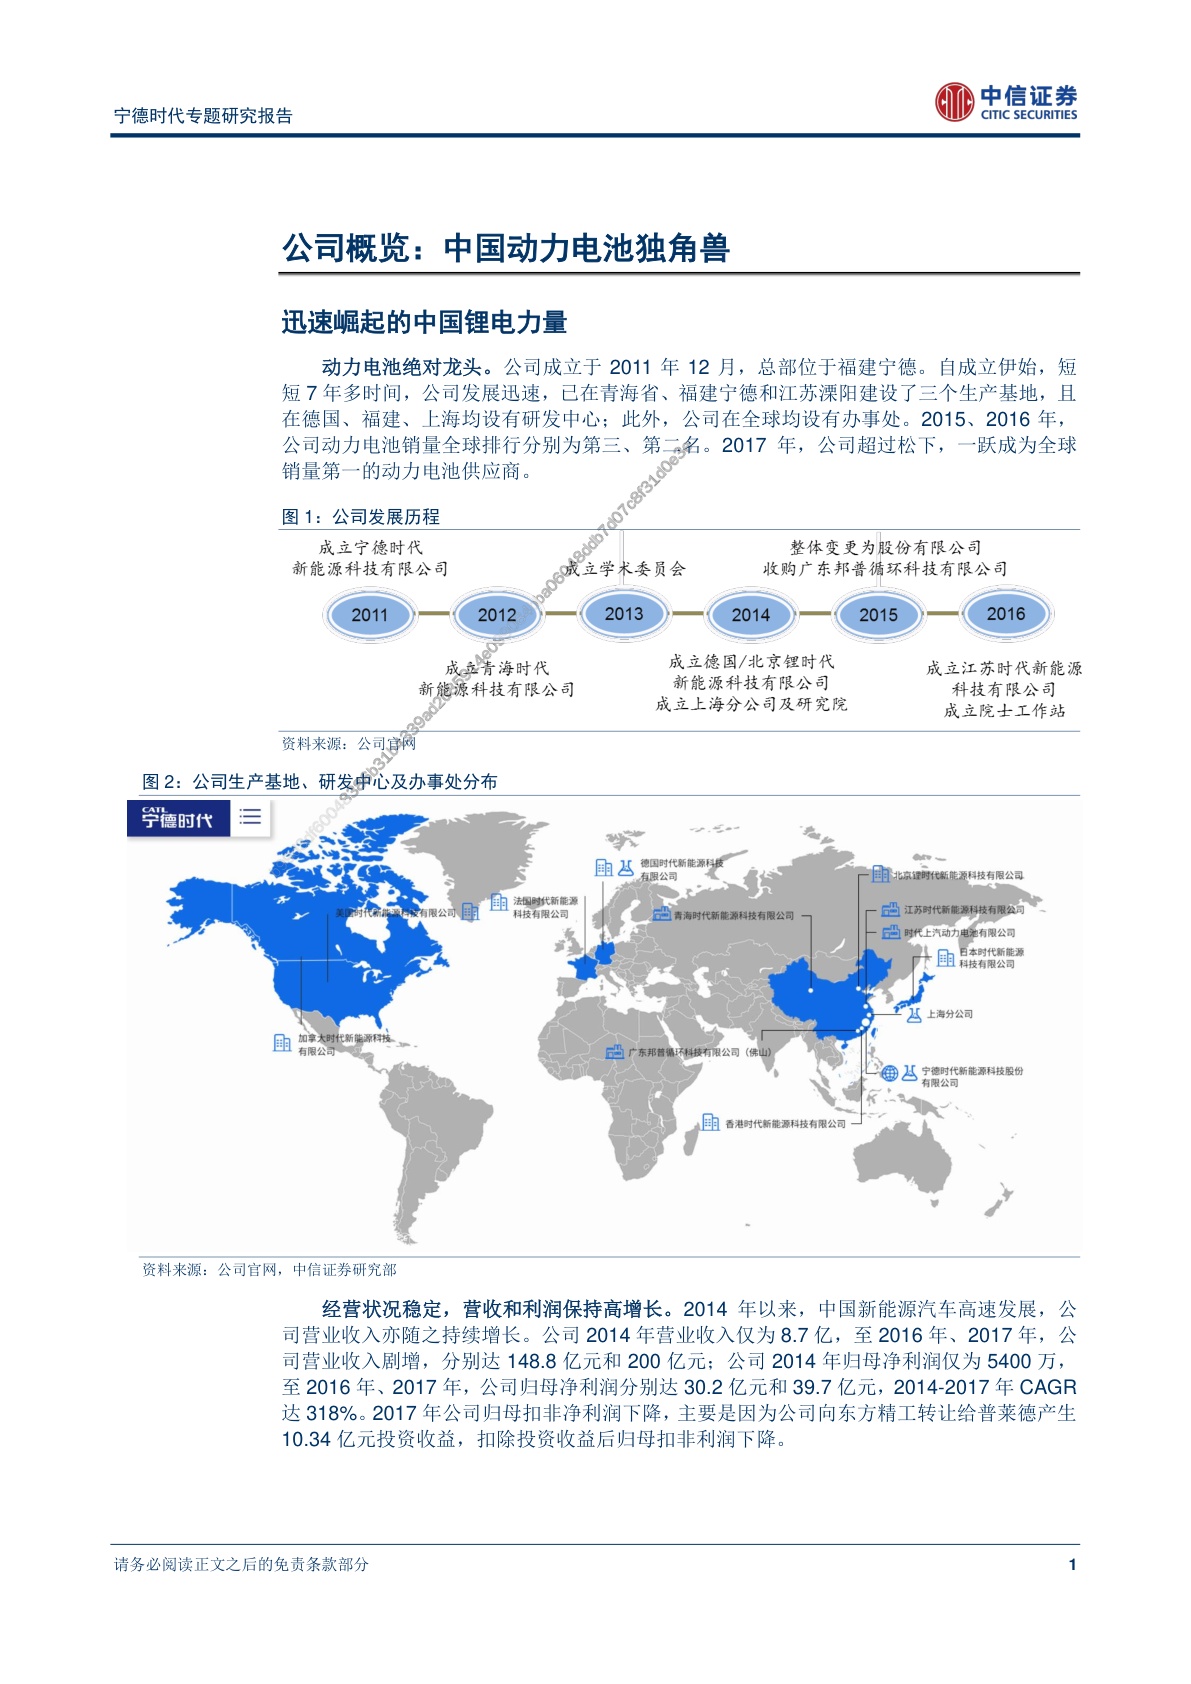 宁德时代专题研究报告
中信证券
CITIC SECURITIES
公司概览：中国动力电池独角兽
迅速崛起的中国锂电力量
动力电池绝对龙头。公司成立于 2011 年 12 月，总部位于福建宁德。自成立伊始，短
短 7 年多时间，公司发展迅速，已在青海省、福建宁德和江苏溧阳建设了三个生产基地，且
在德国、福建、上海均设有研发中心；此外，公司在全球均设有办事处。2015、2016 年，
公司动力电池销量全球排行分别为第三、第二名。2017 年，公司超过松下，一跃成为全球
销量第一的动力电池供应商。
图 1：公司发展历程
成立宁德时代
新能源科技有限公司
成立学术委员会
整体变更为股份有限公司
收购广东邦普循环科技有限公司
2011
2012
2013
2014
2015
2016
成立青海时代
新能源科技有限公司
成立德国/北京锂时代
新能源科技有限公司
成立上海分公司及研究院
成立江苏时代新能源
科技有限公司
成立院士工作站
资料来源：公司官网
图 2：公司生产基地、研发中心及办事处分布
CATL
宁德时代
德国时代新能源科技
有限公司
北京锂时代新能源科技有限公司
法国时代新能源
科技有限公司
美国时代新能源科技有限公司
青海时代新能源科技有限公司
江苏时代新能源科技有限公司
时代上汽动力电池有限公司
日本时代新能源
科技有限公司
上海分公司
加拿大时代新能源科技
有限公司
广东邦普循环科技有限公司（佛山）
宁德时代新能源科技股份
有限公司
香港时代新能源科技有限公司
资料来源：公司官网，中信证券研究部
经营状况稳定，营收和利润保持高增长。2014 年以来，中国新能源汽车高速发展，公
司营业收入亦随之持续增长。公司 2014 年营业收入仅为 8.7 亿，至 2016 年、2017 年，公
司营业收入剧增，分别达 148.8 亿元和 200 亿元；公司 2014 年归母净利润仅为 5400 万，
至 2016 年、2017 年，公司归母净利润分别达 30.2 亿元和 39.7 亿元，2014-2017 年 CAGR
达 318%。2017 年公司归母扣非净利润下降，主要是因为公司向东方精工转让给普莱德产生
10.34 亿元投资收益，扣除投资收益后归母扣非利润下降。
请务必阅读正文之后的免责条款部分
1